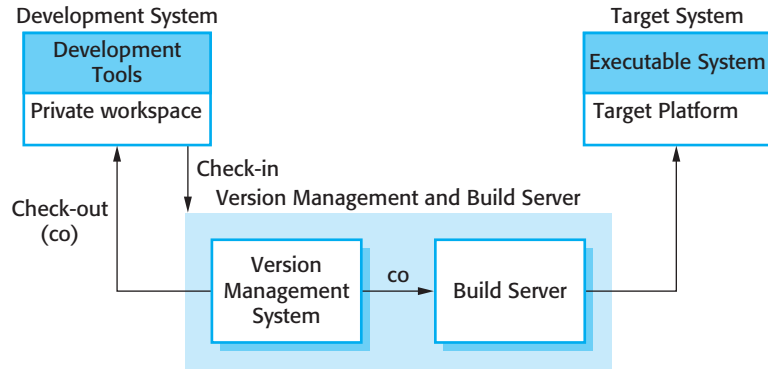 Development System
Development
Tools
Private workspace
Target System
Executable System
Target Platform
Check-in
Version Management and Build Server
Check-out
(co)
Version
Management
System
co
Build Server